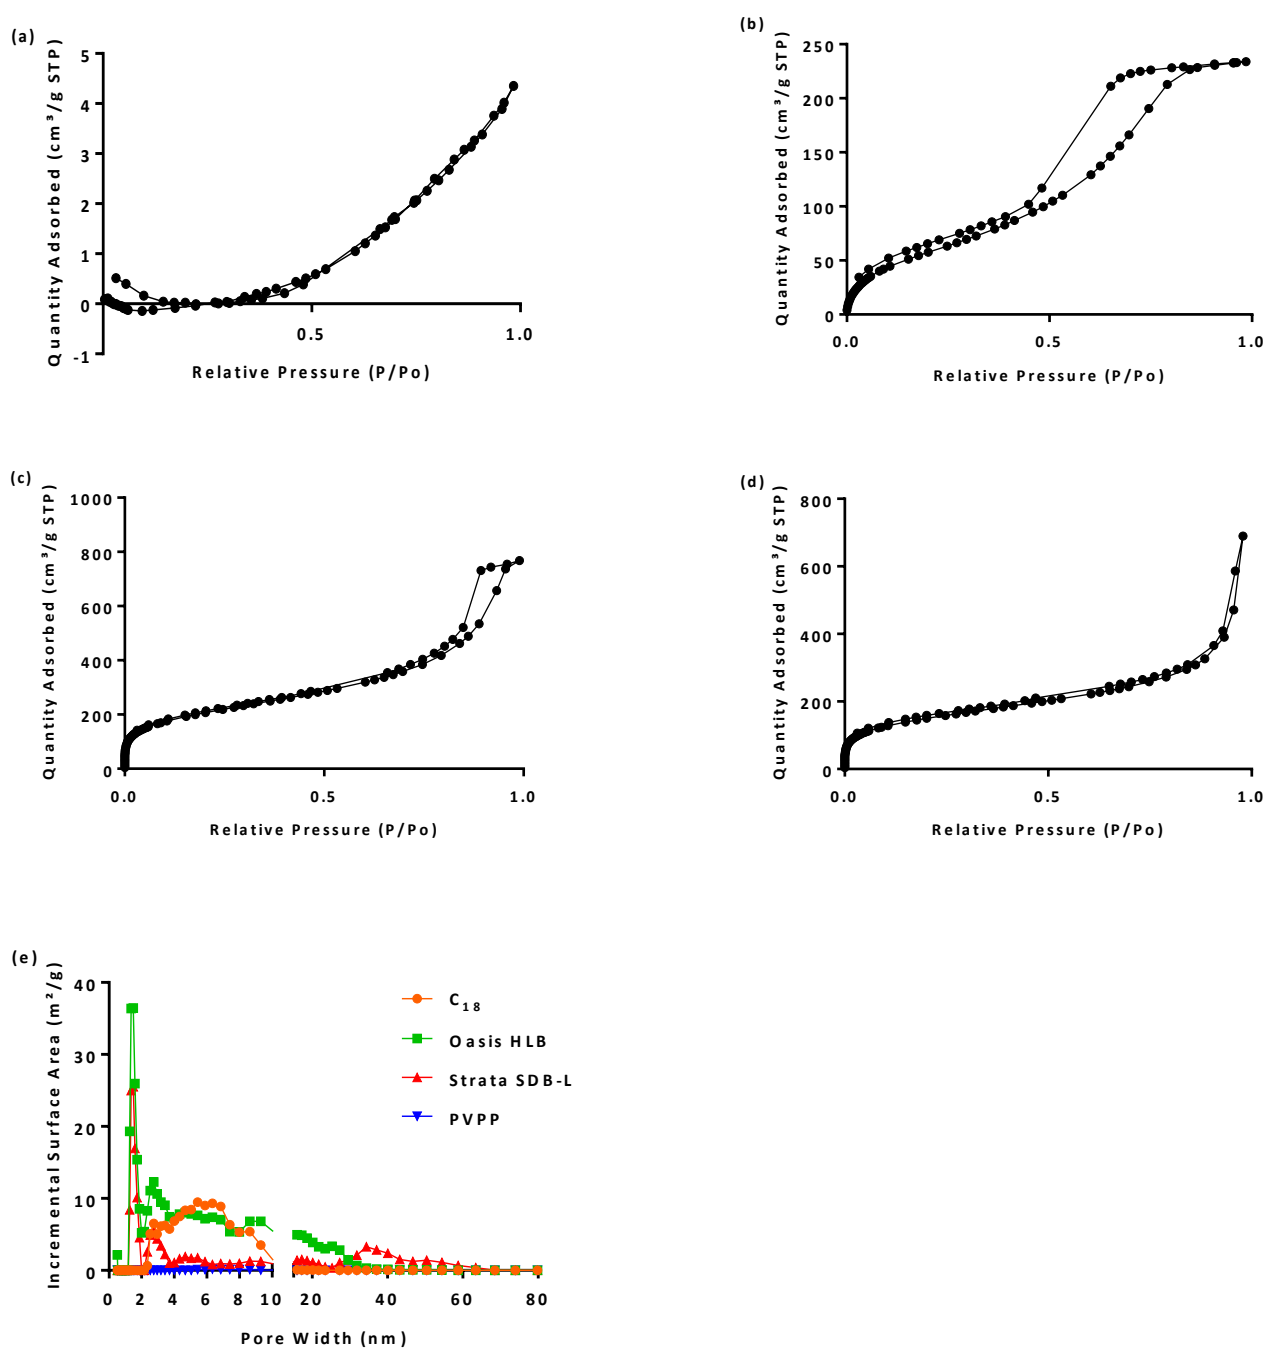 (a)
Quantity Adsorbed (cm³/g STP)
5
4
3
2
1
0
-1
0.5
1.0
Relative Pressure (P/Po)
(b)
Quantity Adsorbed (cm³/g STP)
250
200
150
100
50
0
0.0
0.5
1.0
Relative Pressure (P/Po)
(c)
Quantity Adsorbed (cm³/g STP)
1000
800
600
400
200
0
0.0
0.5
1.0
Relative Pressure (P/Po)
(d)
Quantity Adsorbed (cm³/g STP)
800
600
400
200
0
0.0
0.5
1.0
Relative Pressure (P/Po)
(e)
Incremental Surface Area (m²/g)
40
30
20
10
0
0 2 4 6 8 10 20 40 60 80
Pore Width (nm)
C₁₈
Oasis HLB
Strata SDB-L
PVPP